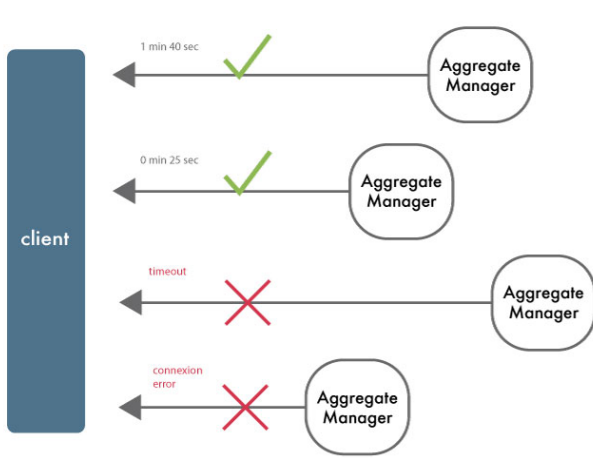 1 min 40 sec
Aggregate
Manager
0 min 25 sec
Aggregate
Manager
client
timeout
Aggregate
Manager
connexion
error
Aggregate
Manager